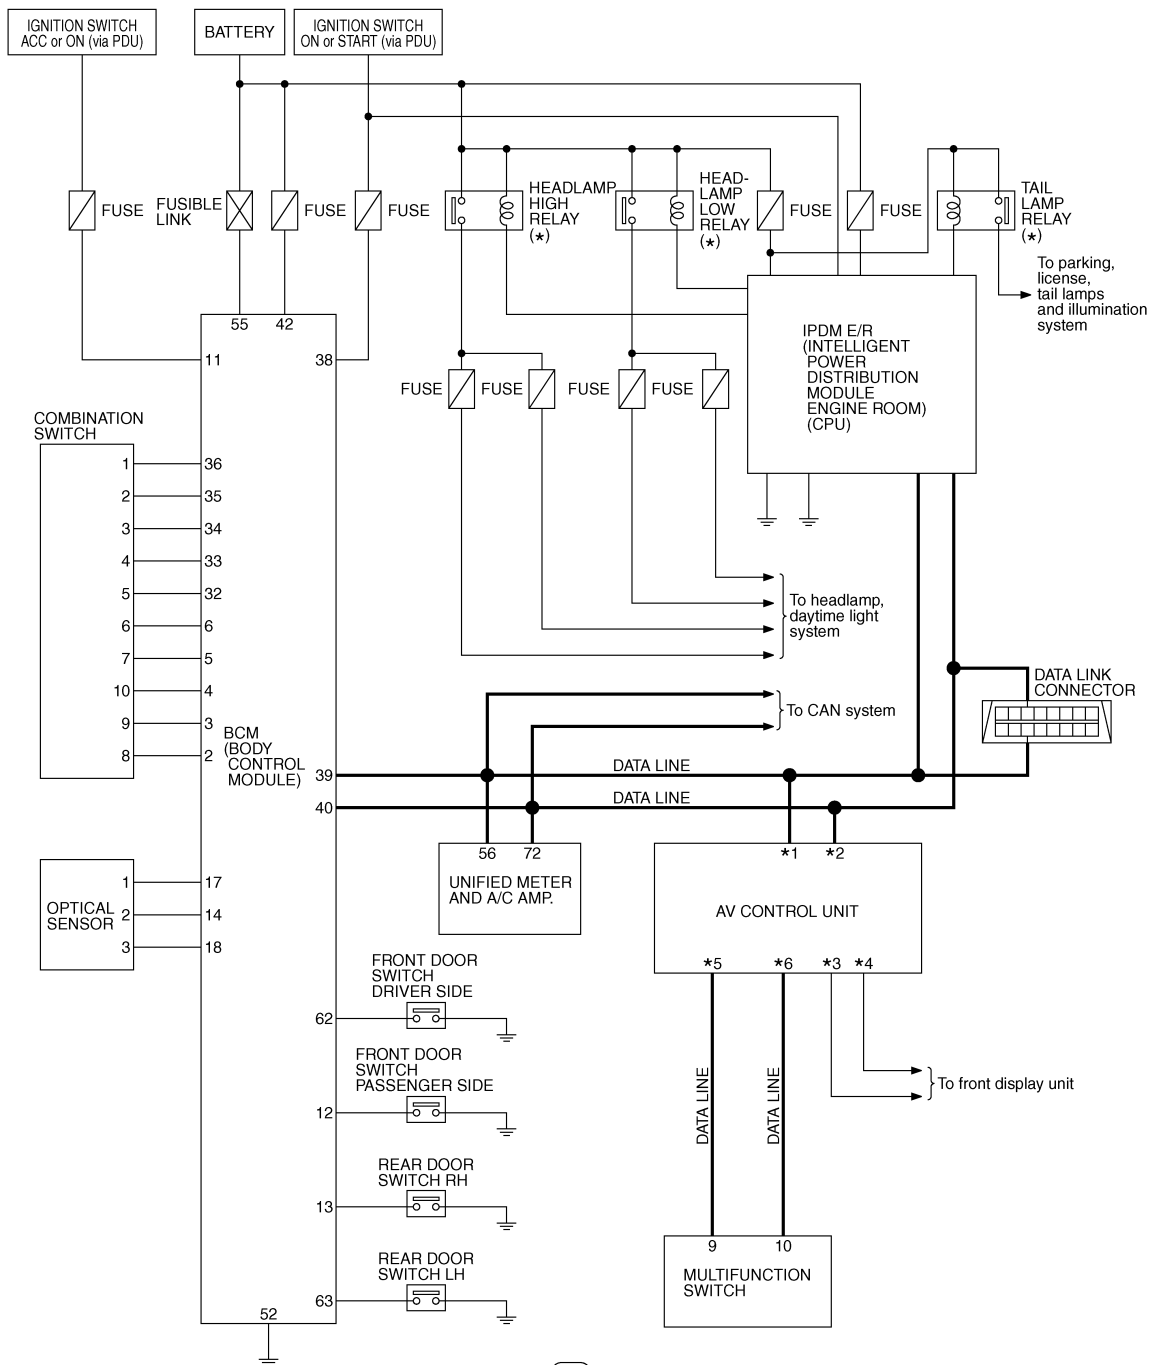 IGNITION SWITCH
ACC or ON (via PDU)
BATTERY
IGNITION SWITCH
ON or START (via PDU)
FUSE
FUSIBLE
LINK
FUSE
FUSE
HEADLAMP
HIGH
RELAY
(*)
HEAD-
LAMP
LOW
RELAY
(*)
FUSE
FUSE
TAIL
LAMP
RELAY
(*)
To parking,
license,
tail lamps
and illumination
system
55 42
11
38
IPDM E/R
(INTELLIGENT
POWER
DISTRIBUTION
MODULE
ENGINE ROOM)
(CPU)
FUSE
FUSE
FUSE
FUSE
COMBINATION
SWITCH
1 36
2 35
3 34
4 33
5 32
6 6
7 5
10 4
9 3
8 2
BCM
(BODY
CONTROL
MODULE)
39
40
To headlamp,
daytime light
system
To CAN system
DATA LINK
CONNECTOR
DATA LINE
DATA LINE
56 72
UNIFIED METER
AND A/C AMP.
*1 *2
AV CONTROL UNIT
*5 *6 *3 *4
OPTICAL
SENSOR
1 17
2 14
3 18
FRONT DOOR
SWITCH
DRIVER SIDE
62
FRONT DOOR
SWITCH
PASSENGER SIDE
12
REAR DOOR
SWITCH RH
13
REAR DOOR
SWITCH LH
63
52
DATA LINE
DATA LINE
To front display unit
9 10
MULTIFUNCTION
SWITCH